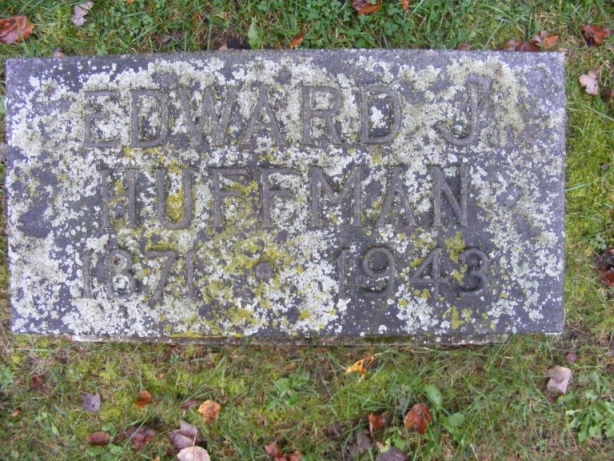 EDWARD J.
HUFFMAN
1871 • 1943